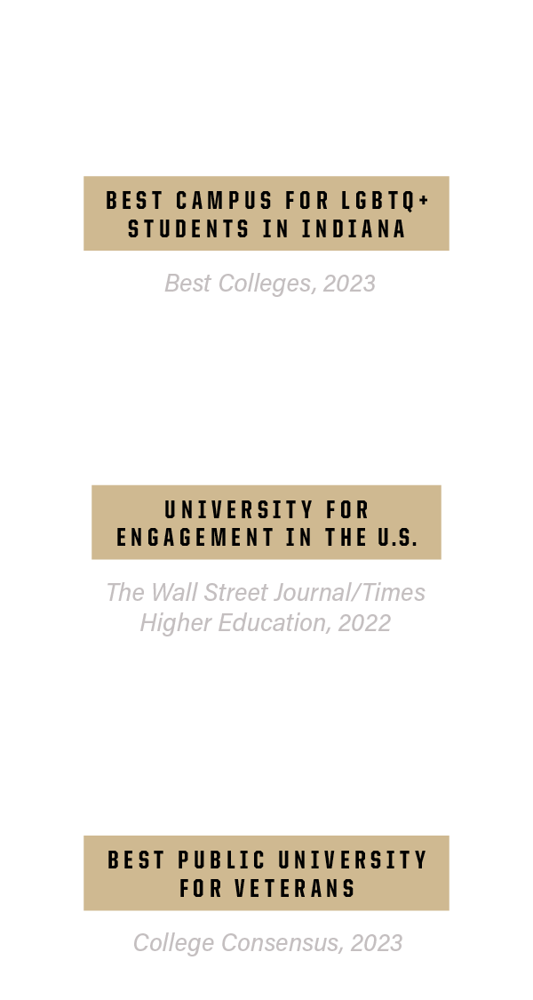 BEST CAMPUS FOR LGBTQ+
STUDENTS IN INDIANA
Best Colleges, 2023
UNIVERSITY FOR
ENGAGEMENT IN THE U.S.
The Wall Street Journal/Times
Higher Education, 2022
BEST PUBLIC UNIVERSITY
FOR VETERANS
College Consensus, 2023